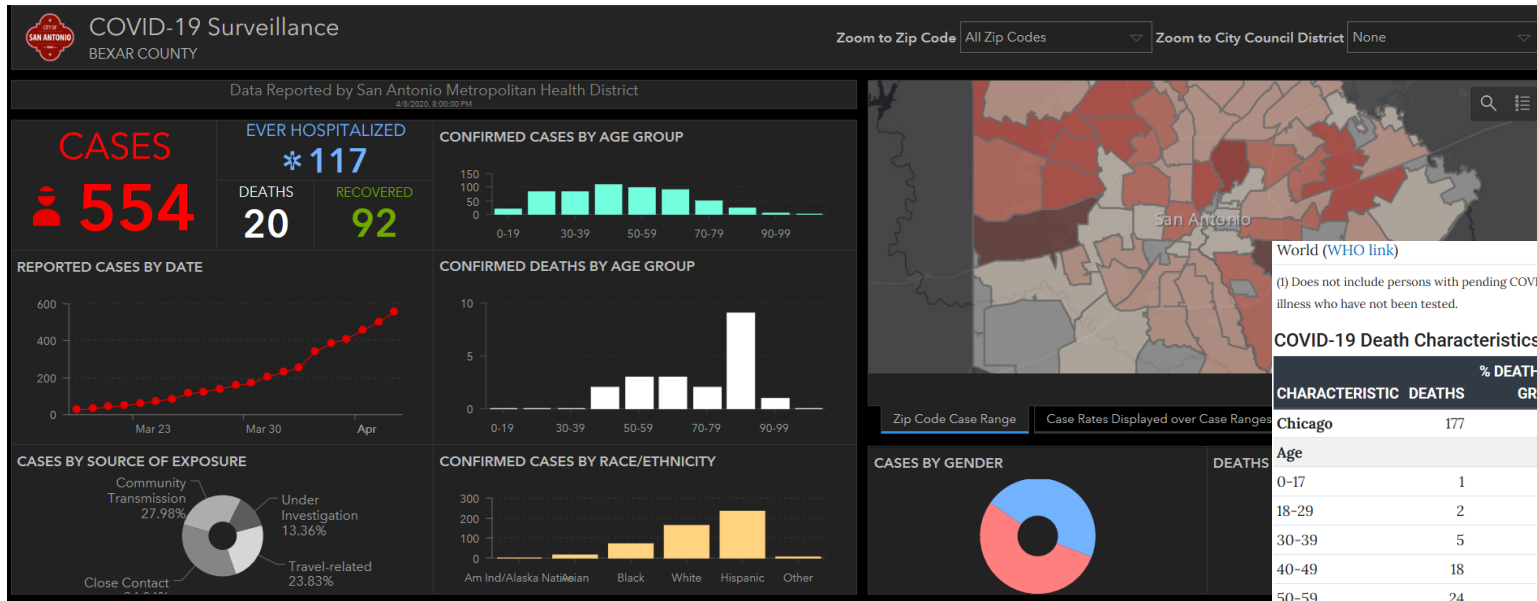 CITY OF
SAN ANTONIO
COVID-19 Surveillance
BEXAR COUNTY
Zoom to Zip Code All Zip Codes
Zoom to City Council District None
Data Reported by San Antonio Metropolitan Health District
4/8/2020, 8:00:00 PM
CASES
554
EVER HOSPITALIZED
117
DEATHS
20
RECOVERED
92
CONFIRMED CASES BY AGE GROUP
150
100
50
0
0-19 30-39 50-59 70-79 90-99
REPORTED CASES BY DATE
600
400
200
0
Mar 23 Mar 30 Apr
CONFIRMED DEATHS BY AGE GROUP
10
5
0
0-19 30-39 50-59 70-79 90-99
CASES BY SOURCE OF EXPOSURE
Community
Transmission
27.98%
Under
Investigation
13.36%
Travel-related
23.83%
Close Contact
CONFIRMED CASES BY RACE/ETHNICITY
300
200
100
0
Am Ind/Alaska Native Asian Black White Hispanic Other
San Antonio
Zip Code Case Range
Case Rates Displayed over Case Ranges
CASES BY GENDER
DEATHS
World (WHO link)
(1) Does not include persons with pending COVI
illness who have not been tested.
COVID-19 Death Characteristics
% DEATH
CHARACTERISTIC DEATHS GR
Chicago 177
Age
0-17 1
18-29 2
30-39 5
40-49 18
50-59 24